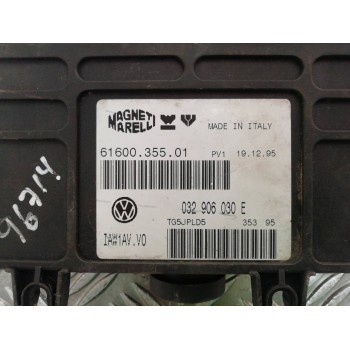 MAGNETI
MARELLI
MADE IN ITALY
61600.355.01 PV1 19.12.95
032 906 030 E
TG5JPLD5 353 95
IAW1AV.V0